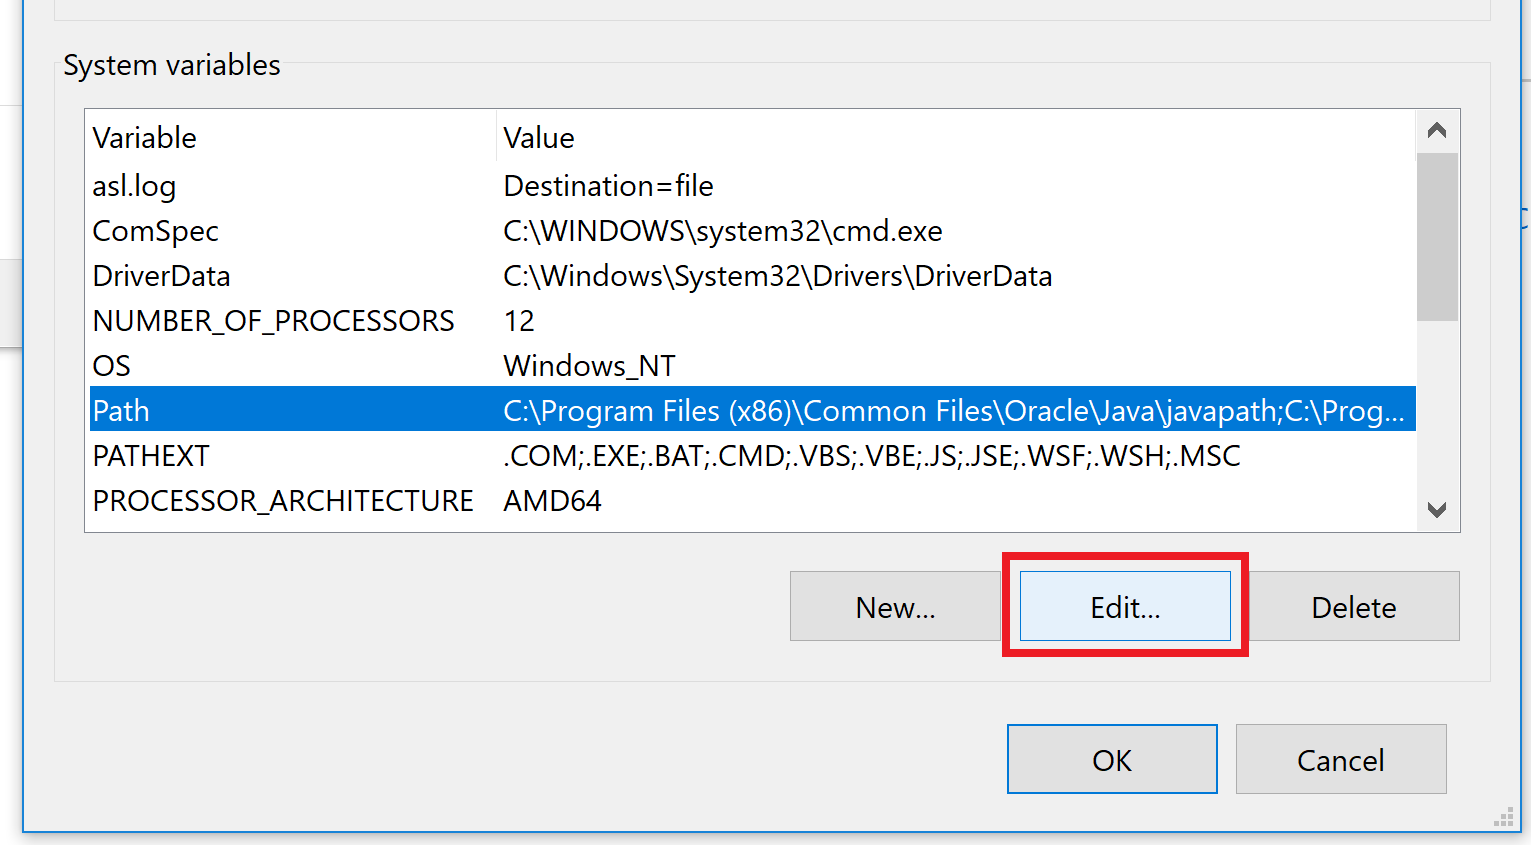 System variables
Variable Value
asl.log Destination=file
ComSpec C:\WINDOWS\system32\cmd.exe
DriverData C:\Windows\System32\Drivers\DriverData
NUMBER_OF_PROCESSORS 12
OS Windows_NT
Path C:\Program Files (x86)\Common Files\Oracle\Java\javapath;C:\Prog...
PATHEXT .COM;.EXE;.BAT;.CMD;.VBS;.VBE;.JS;.JSE;.WSF;.WSH;.MSC
PROCESSOR_ARCHITECTURE AMD64
New... Edit... Delete
OK Cancel